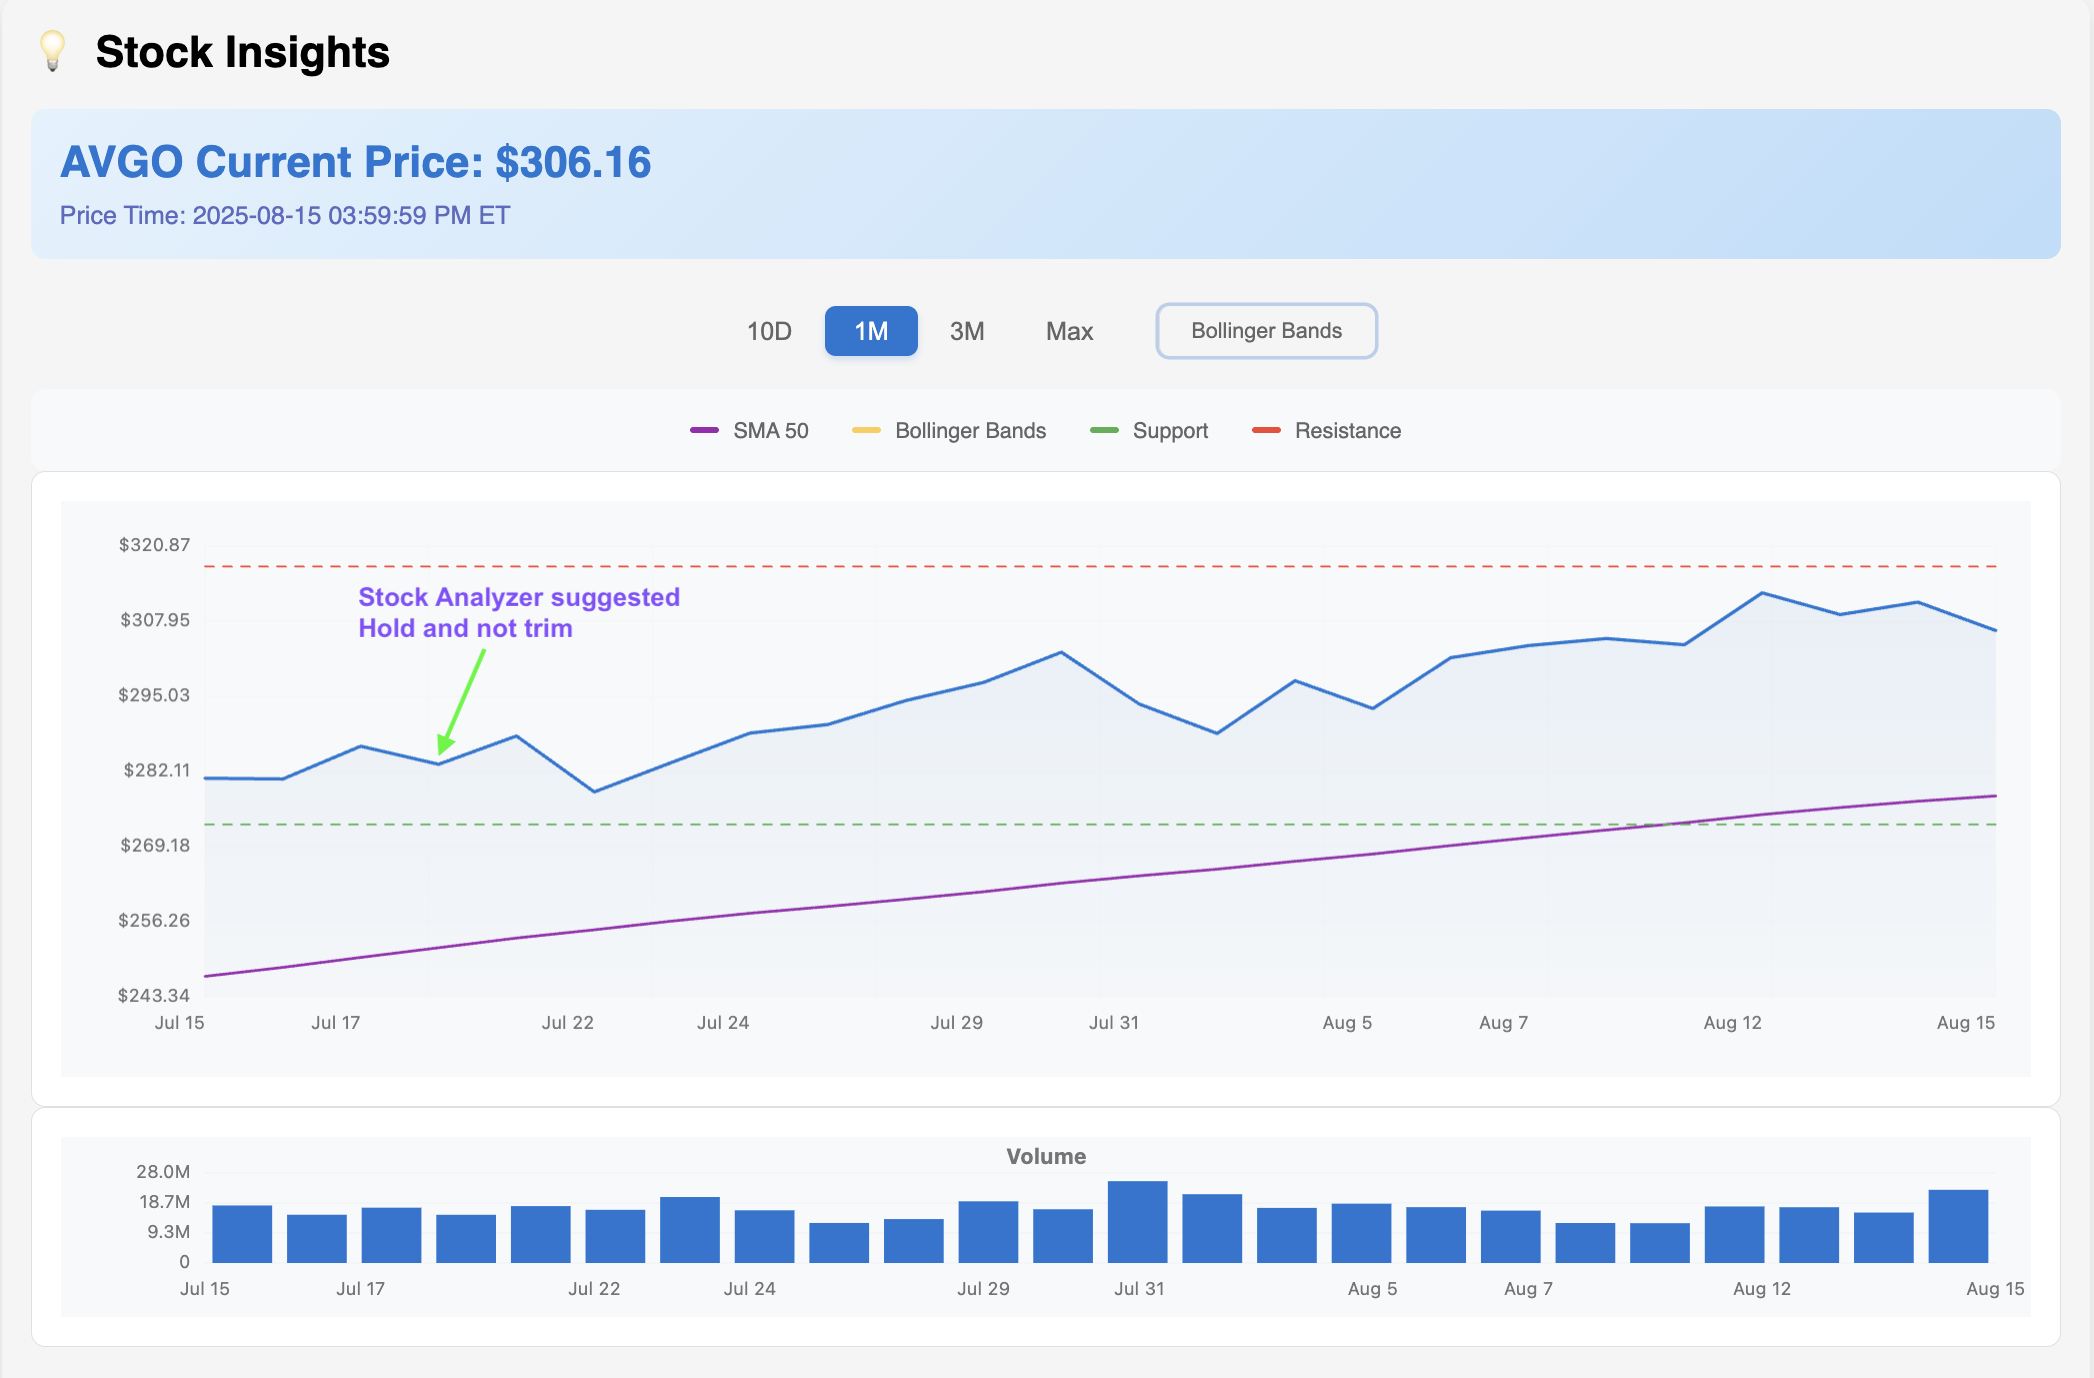 Stock Insights
AVGO Current Price: $306.16
Price Time: 2025-08-15 03:59:59 PM ET
10D 1M 3M Max Bollinger Bands
SMA 50 Bollinger Bands Support Resistance
$320.87
Stock Analyzer suggested
Hold and not trim
$307.95
$295.03
$282.11
$269.18
$256.26
$243.34
Jul 15 Jul 17 Jul 22 Jul 24 Jul 29 Jul 31 Aug 5 Aug 7 Aug 12 Aug 15
Volume
28.0M
18.7M
9.3M
0
Jul 15 Jul 17 Jul 22 Jul 24 Jul 29 Jul 31 Aug 5 Aug 7 Aug 12 Aug 15